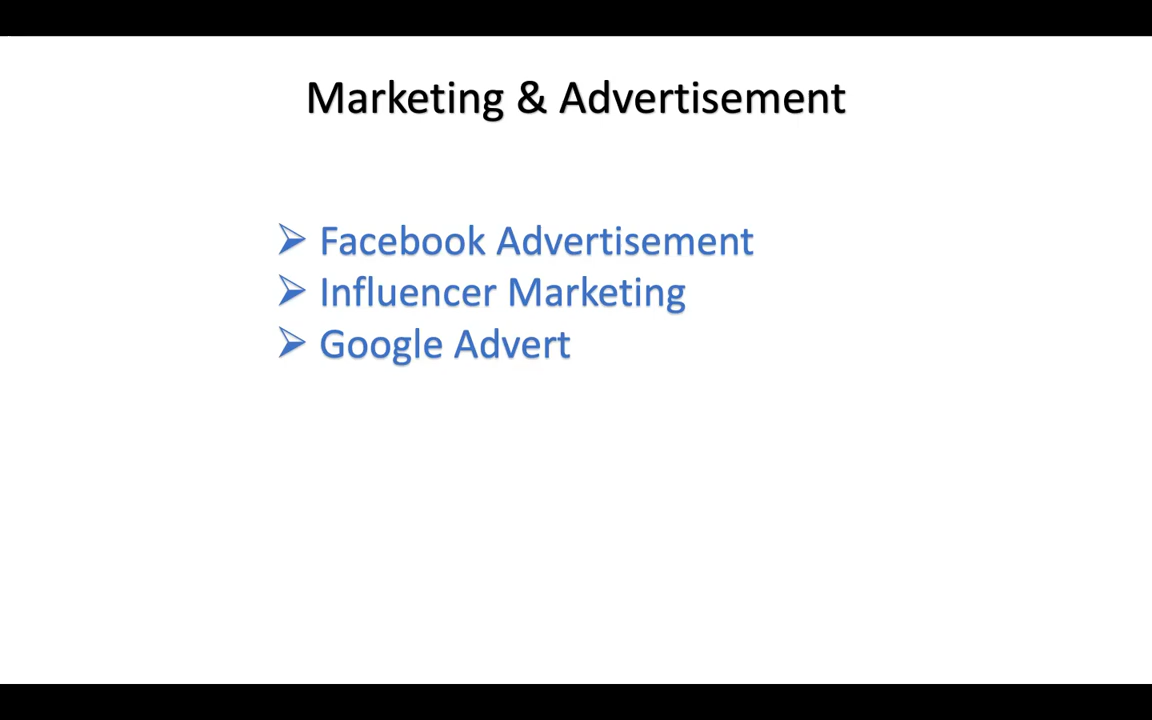 Marketing & Advertisement
➢ Facebook Advertisement
➢ Influencer Marketing
➢ Google Advert